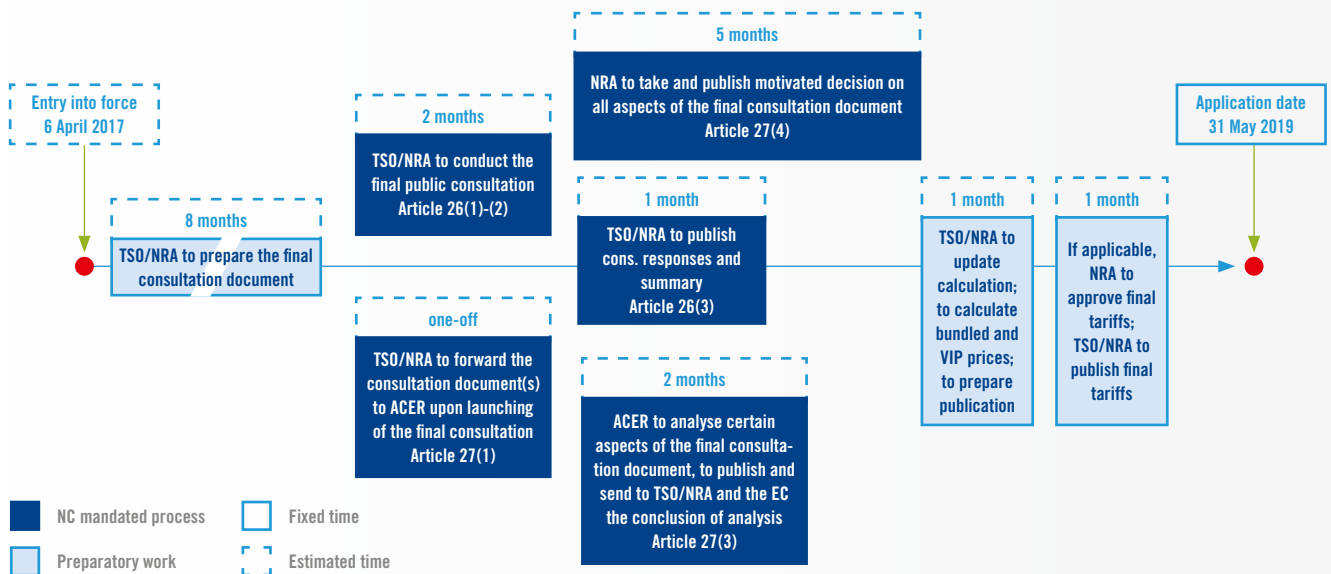 Entry into force
6 April 2017
8 months
TSO/NRA to prepare the final
consultation document
2 months
TSO/NRA to conduct the
final public consultation
Article 26(1)-(2)
one-off
TSO/NRA to forward the
consultation document(s)
to ACER upon launching
of the final consultation
Article 27(1)
5 months
NRA to take and publish motivated decision on
all aspects of the final consultation document
Article 27(4)
1 month
TSO/NRA to publish
cons. responses and
summary
Article 26(3)
2 months
ACER to analyse certain
aspects of the final consulta-
tion document, to publish and
send to TSO/NRA and the EC
the conclusion of analysis
Article 27(3)
1 month
TSO/NRA to
update
calculation;
to calculate
bundled and
VIP prices;
to prepare
publication
1 month
If applicable,
NRA to
approve final
tariffs;
TSO/NRA to
publish final
tariffs
Application date
31 May 2019
NC mandated process
Fixed time
Preparatory work
Estimated time